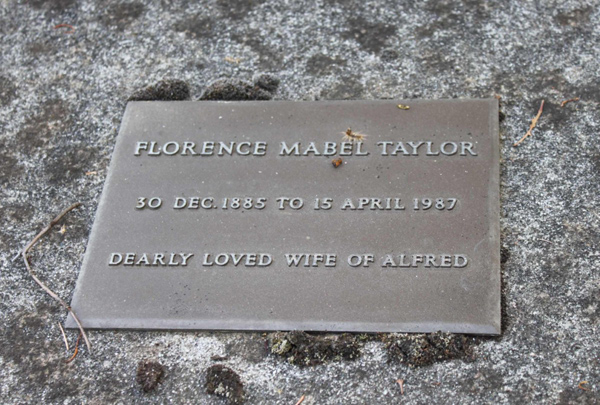 FLORENCE MABEL TAYLOR
30 DEC. 1885 TO 15 APRIL 1987
DEARLY LOVED WIFE OF ALFRED